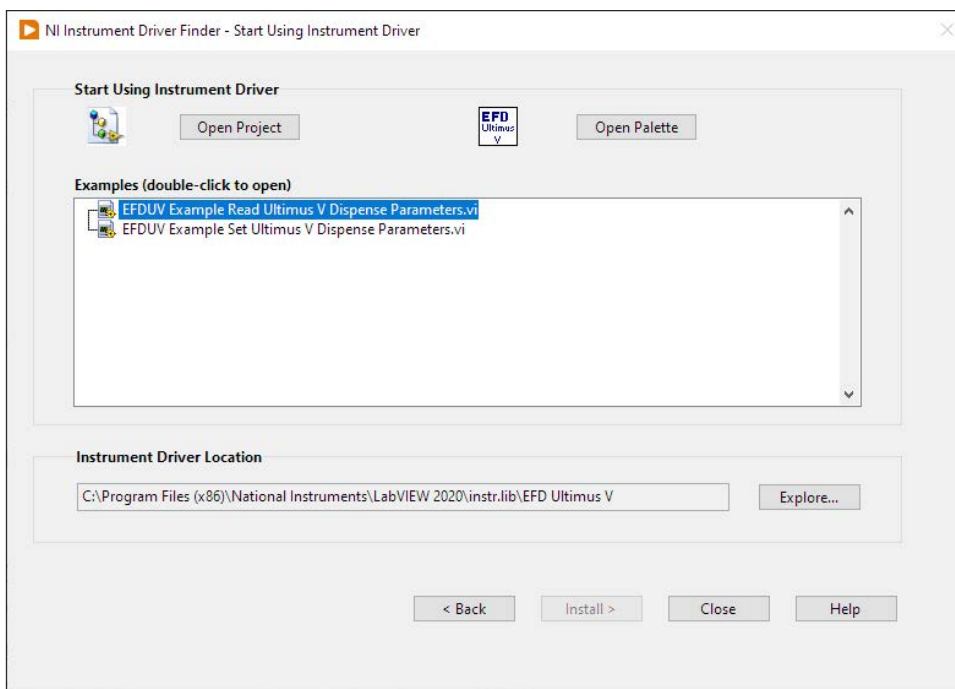 NI Instrument Driver Finder - Start Using Instrument Driver
Start Using Instrument Driver
Open Project
EFD
Ultimus
V
Open Palette
Examples (double-click to open)
EFDUV Example Read Ultimus V Dispense Parameters.vi
EFDUV Example Set Ultimus V Dispense Parameters.vi
Instrument Driver Location
C:\Program Files (x86)\National Instruments\LabVIEW 2020\instr.lib\EFD Ultimus V
Explore...
< Back
Install >
Close
Help